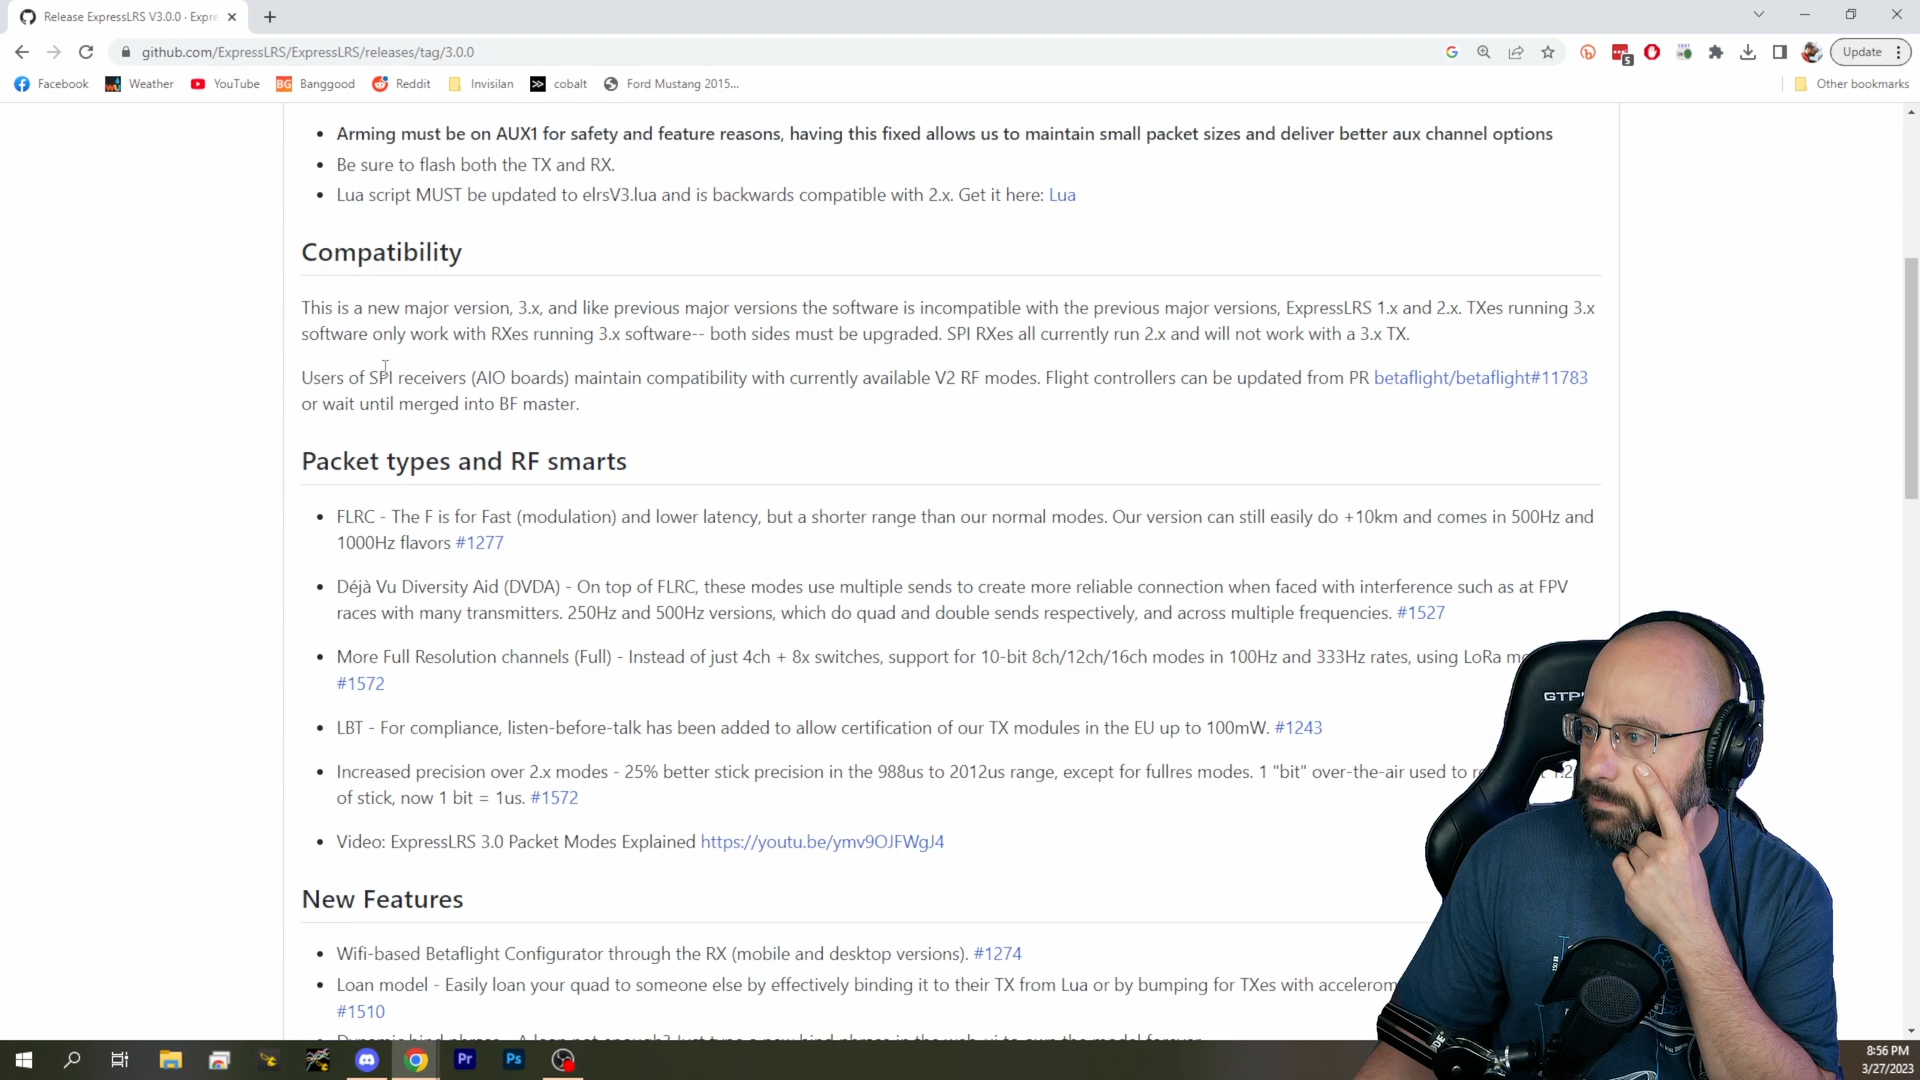 Release ExpressLRS V3.0.0 · Expre
github.com/ExpressLRS/ExpressLRS/releases/tag/3.0.0
5
Update
Facebook Weather YouTube BG Banggood Reddit Invisilan cobalt Ford Mustang 2015... Other bookmarks
Arming must be on AUX1 for safety and feature reasons, having this fixed allows us to maintain small packet sizes and deliver better aux channel options
Be sure to flash both the TX and RX.
Lua script MUST be updated to elrsV3.lua and is backwards compatible with 2.x. Get it here: Lua
Compatibility
This is a new major version, 3.x, and like previous major versions the software is incompatible with the previous major versions, ExpressLRS 1.x and 2.x. TXes running 3.x
software only work with RXes running 3.x software-- both sides must be upgraded. SPI RXes all currently run 2.x and will not work with a 3.x TX.
Users of SPI receivers (AIO boards) maintain compatibility with currently available V2 RF modes. Flight controllers can be updated from PR betaflight/betaflight#11783
or wait until merged into BF master.
Packet types and RF smarts
FLRC - The F is for Fast (modulation) and lower latency, but a shorter range than our normal modes. Our version can still easily do +10km and comes in 500Hz and
1000Hz flavors #1277
Déjà Vu Diversity Aid (DVDA) - On top of FLRC, these modes use multiple sends to create more reliable connection when faced with interference such as at FPV
races with many transmitters. 250Hz and 500Hz versions, which do quad and double sends respectively, and across multiple frequencies. #1527
More Full Resolution channels (Full) - Instead of just 4ch + 8x switches, support for 10-bit 8ch/12ch/16ch modes in 100Hz and 333Hz rates, using LoRa
#1572
LBT - For compliance, listen-before-talk has been added to allow certification of our TX modules in the EU up to 100mW. #1243
Increased precision over 2.x modes - 25% better stick precision in the 988us to 2012us range, except for fullres modes. 1 "bit" over-the-air used to
of stick, now 1 bit = 1us. #1572
Video: ExpressLRS 3.0 Packet Modes Explained https://youtu.be/ymv9OJFWgJ4
New Features
Wifi-based Betaflight Configurator through the RX (mobile and desktop versions). #1274
Loan model - Easily loan your quad to someone else by effectively binding it to their TX from Lua or by bumping for TXes with accelerom
#1510
Pr Ps
8:56 PM
3/27/2023